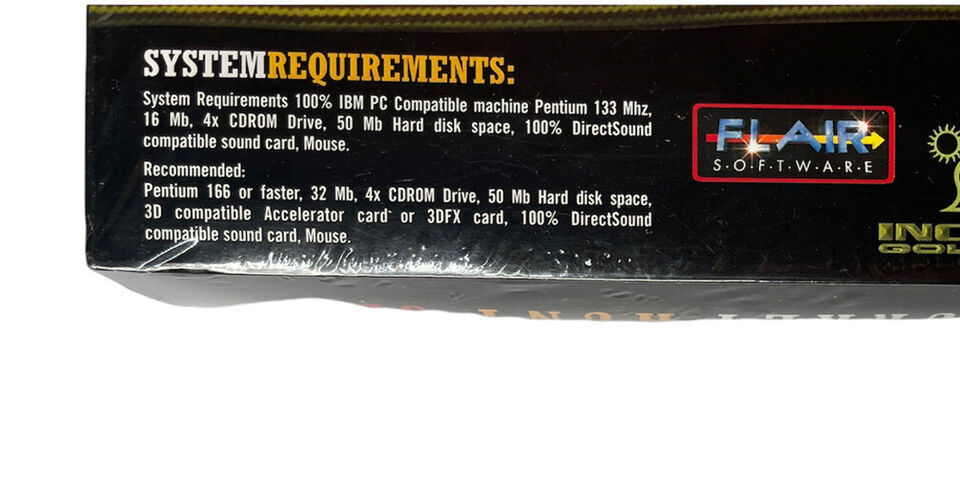 SYSTEMREQUIREMENTS:
System Requirements 100% IBM PC Compatible machine Pentium 133 Mhz,
16 Mb, 4x CDROM Drive, 50 Mb Hard disk space, 100% DirectSound
compatible sound card, Mouse.
Recommended:
Pentium 166 or faster, 32 Mb, 4x CDROM Drive, 50 Mb Hard disk space,
3D compatible Accelerator card or 3DFX card, 100% DirectSound
compatible sound card, Mouse.
FLAIR
S·O·F·T·W·A·R·E